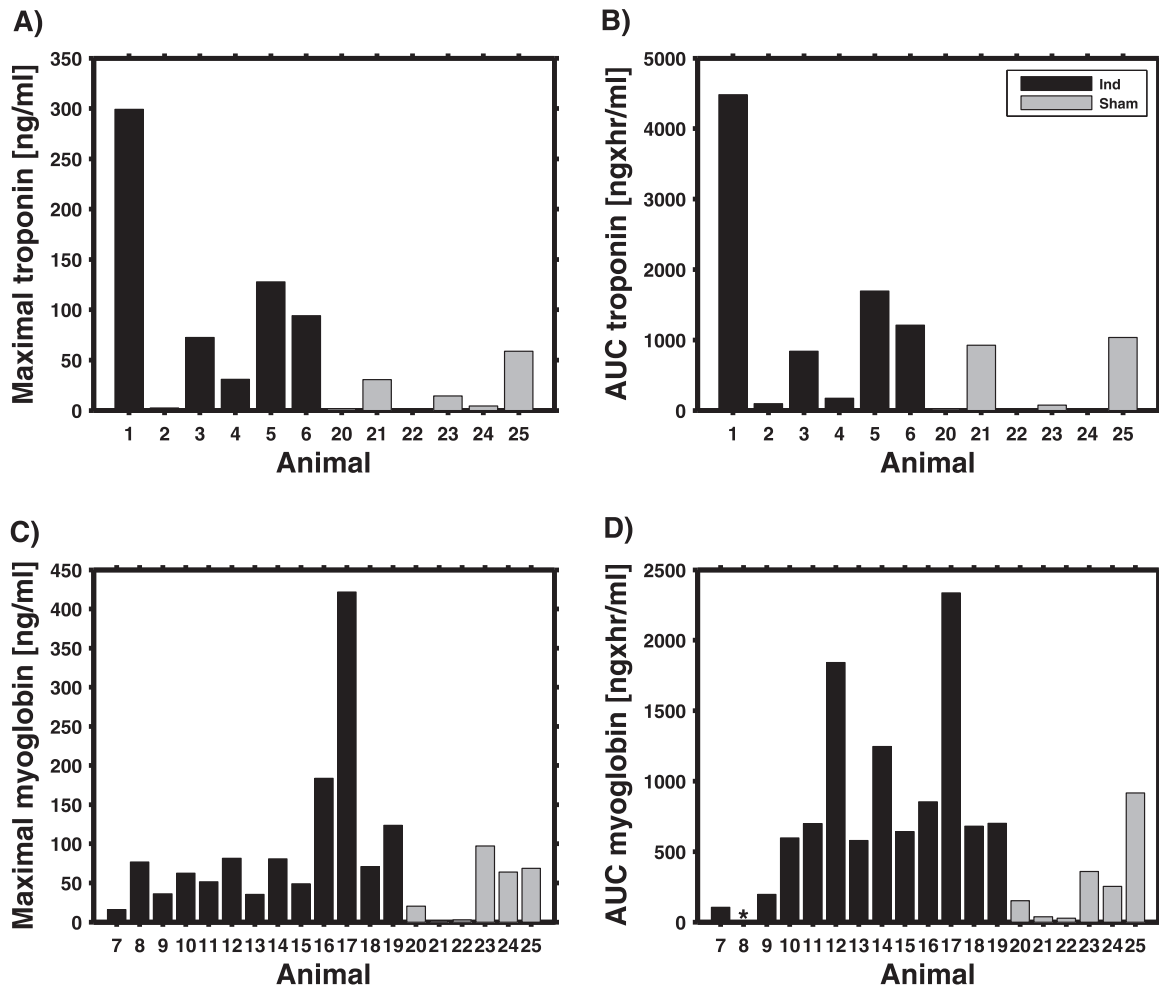 A)
Maximal troponin [ng/ml]
350
300
250
200
150
100
50
0
1 2 3 4 5 6 20 21 22 23 24 25
Animal
B)
AUC troponin [ngxhr/ml]
5000
4000
3000
2000
1000
0
Ind
Sham
1 2 3 4 5 6 20 21 22 23 24 25
Animal
C)
Maximal myoglobin [ng/ml]
450
400
350
300
250
200
150
100
50
0
7 8 9 10 11 12 13 14 15 16 17 18 19 20 21 22 23 24 25
Animal
D)
AUC myoglobin [ngxhr/ml]
2500
2000
1500
1000
500
0
*
7 8 9 10 11 12 13 14 15 16 17 18 19 20 21 22 23 24 25
Animal